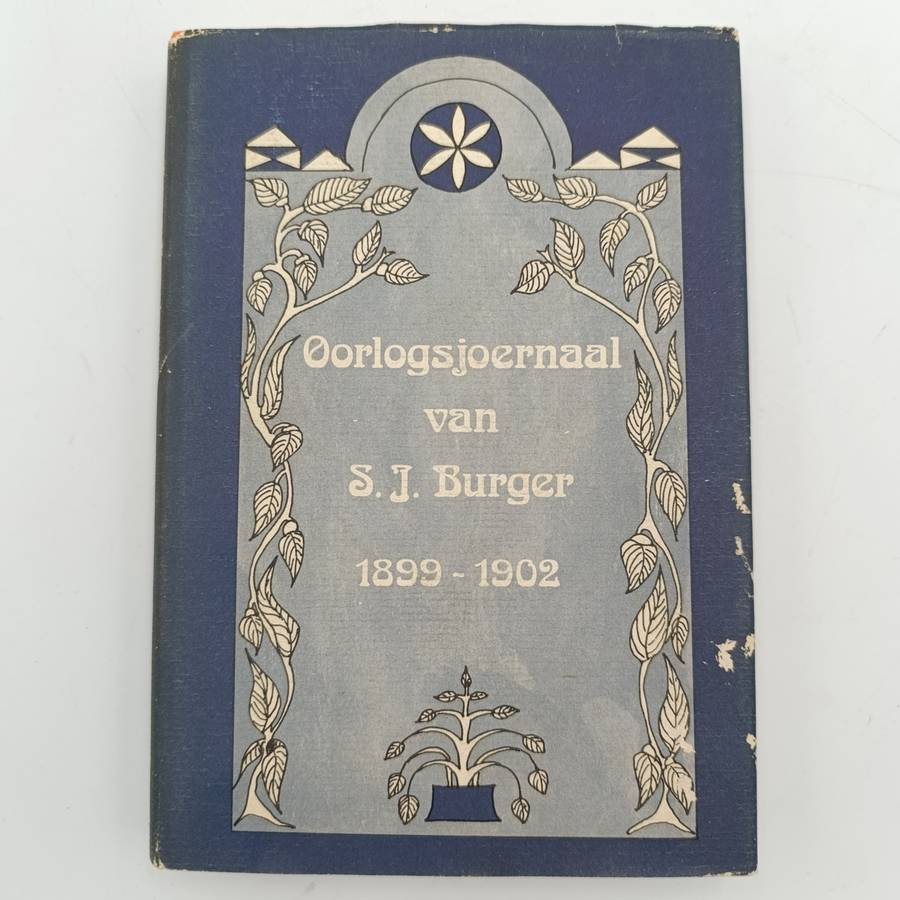 Oorlogsjoernaal
van
S. J. Burger
1899 - 1902